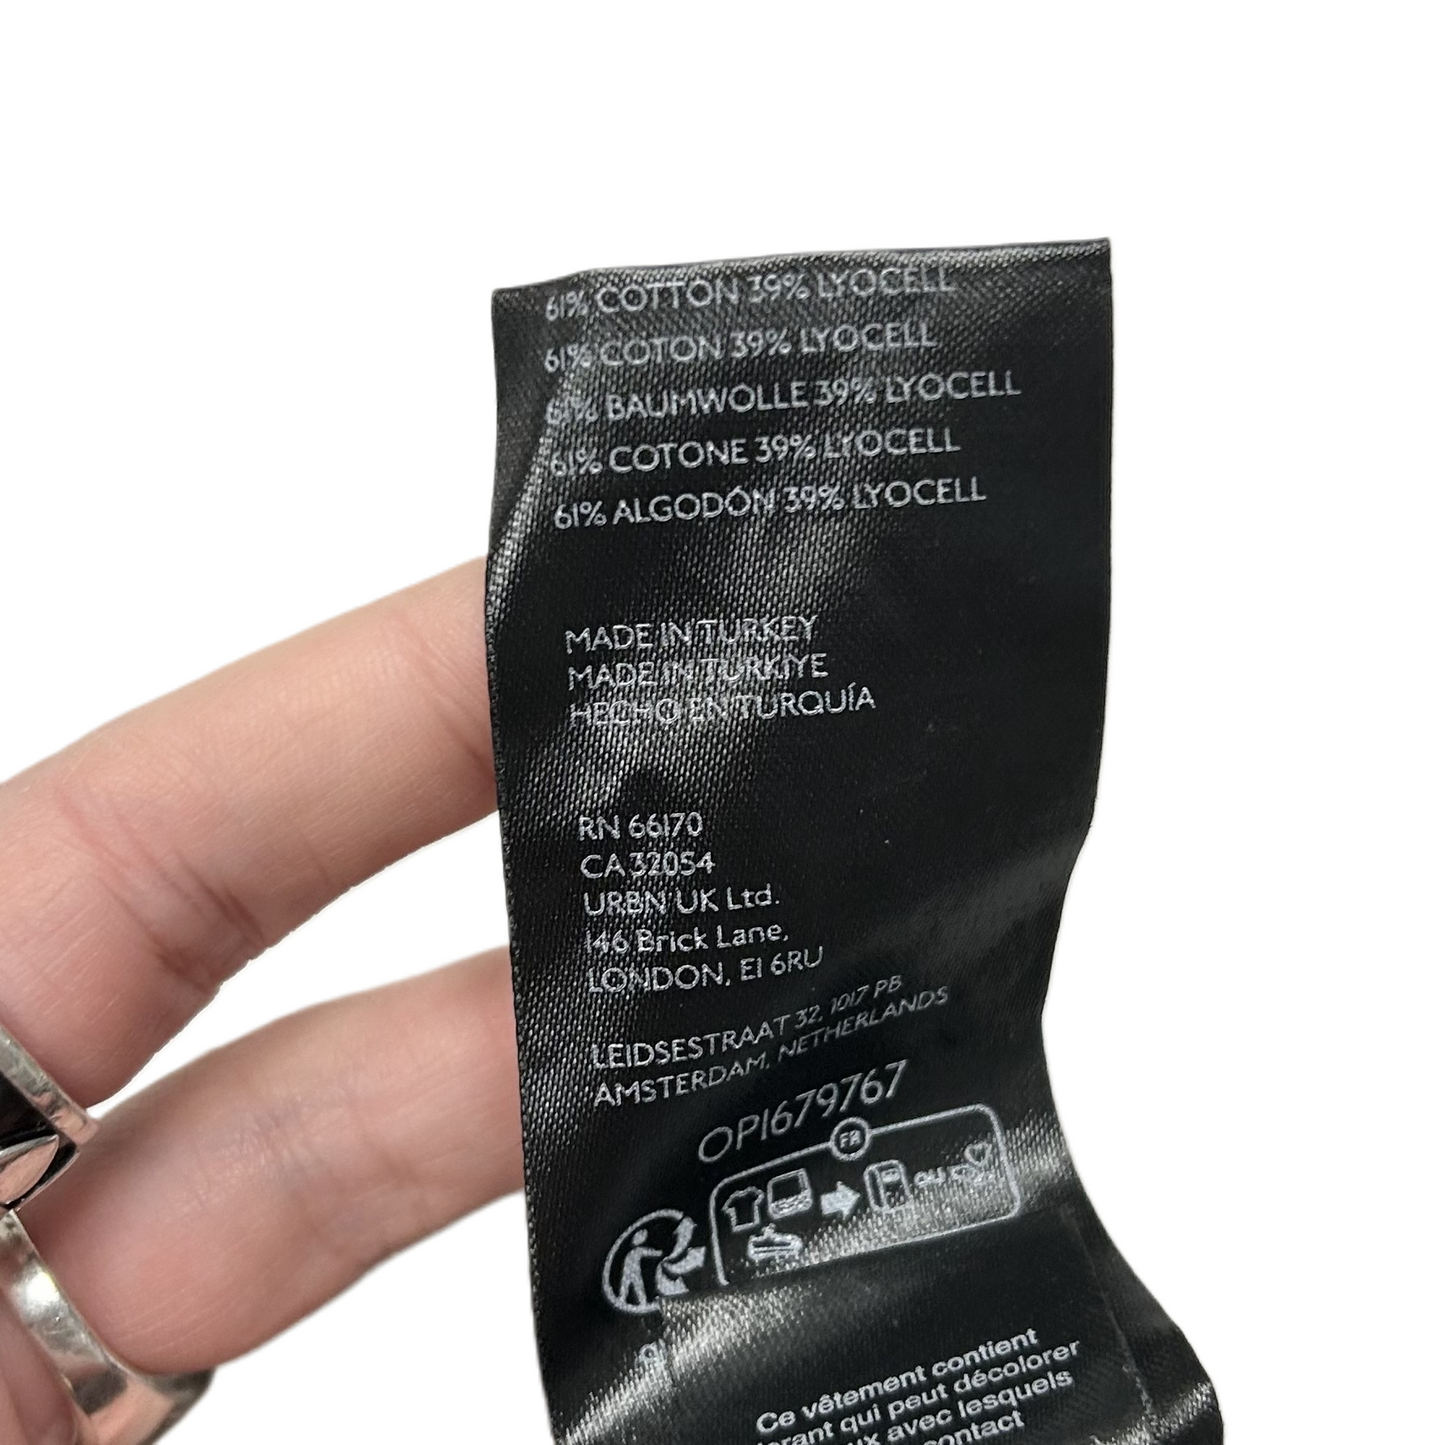 61% COTTON 39% LYOCELL
61% COTON 39% LYOCELL
61% BAUMWOLLE 39% LYOCELL
61% COTONE 39% LYOCELL
61% ALGODÓN 39% LYOCELL
MADE IN TURKEY
MADE IN TURKIYE
HECHO EN TURQUÍA
RN 66170
CA 32054
URBN UK Ltd.
146 Brick Lane,
LONDON, E1 6RU
LEIDSESTRAAT 32, 1017 PB
AMSTERDAM, NETHERLANDS
OP1679767
FR
OU
Ce vêtement contient
qui peut décolorer
avec lesquels
contact